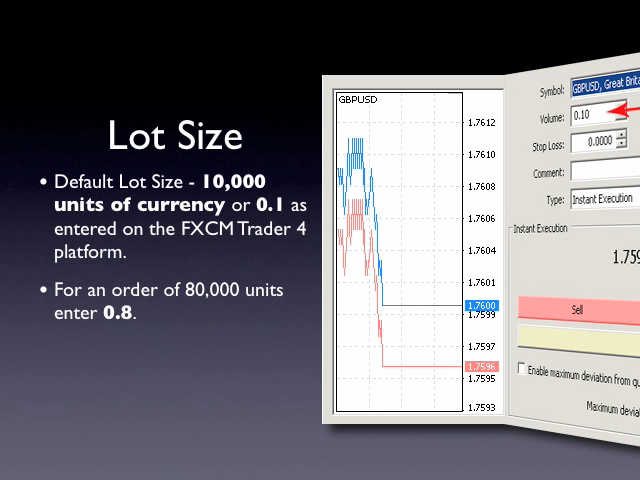 Lot Size
• Default Lot Size - 10,000
units of currency or 0.1 as
entered on the FXCM Trader 4
platform.
• For an order of 80,000 units
enter 0.8.
GBPUSD
1.7612
1.7610
1.7608
1.7606
1.7604
1.7601
1.7600
1.7599
1.7597
1.7596
1.7595
1.7593
Symbol: GBPUSD, Great Brita
Volume: 0.10
Stop Loss: 0.0000
Comment:
Type: Instant Execution
Instant Execution
1.759
Sell
Enable maximum deviation from qu
Maximum devia